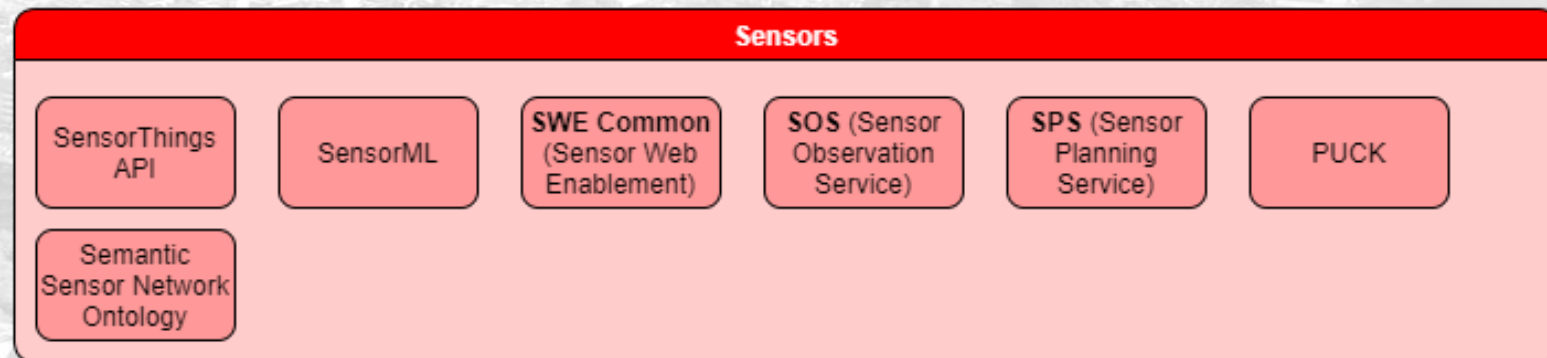 Sensors
SensorThings
API
SensorML
SWE Common
(Sensor Web
Enablement)
SOS (Sensor
Observation
Service)
SPS (Sensor
Planning
Service)
PUCK
Semantic
Sensor Network
Ontology